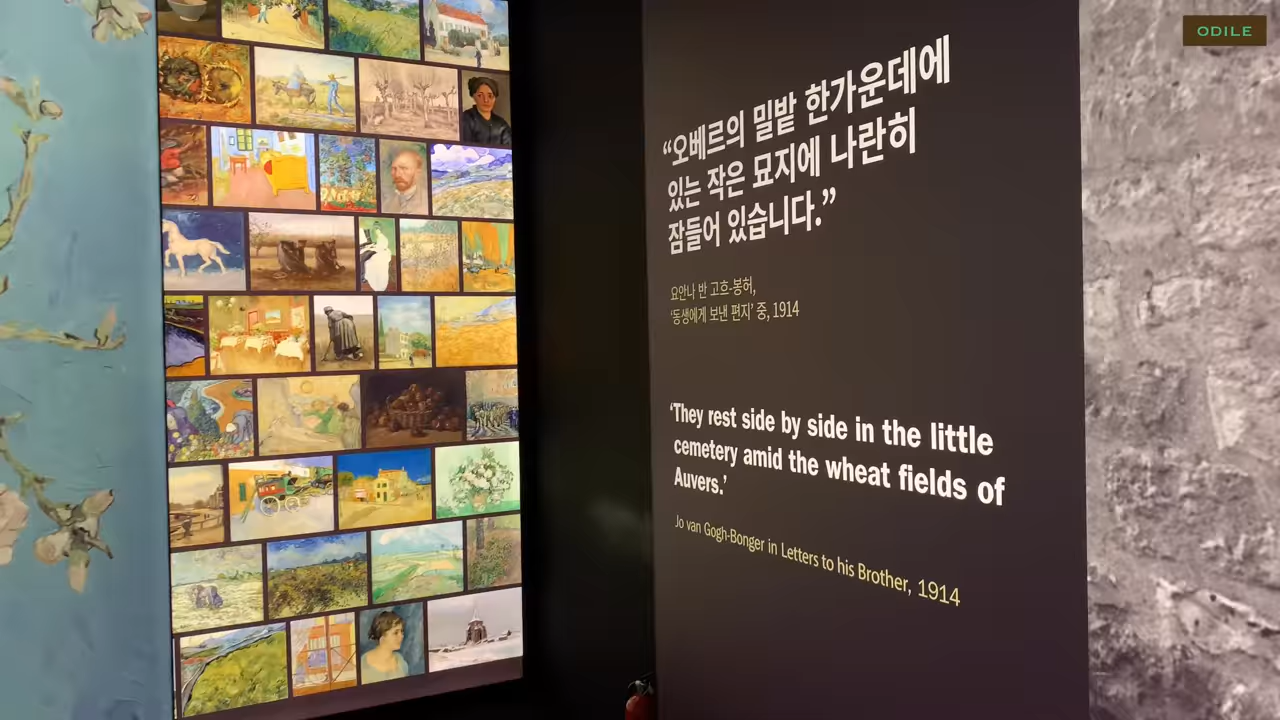 ODILE
“오베르의 밀밭 한가운데에
있는 작은 묘지에 나란히
잠들어 있습니다.”
요안나 반 고흐-봉허,
‘동생에게 보낸 편지’ 중, 1914
‘They rest side by side in the little
cemetery amid the wheat fields of
Auvers.’
Jo van Gogh-Bonger in Letters to his Brother, 1914